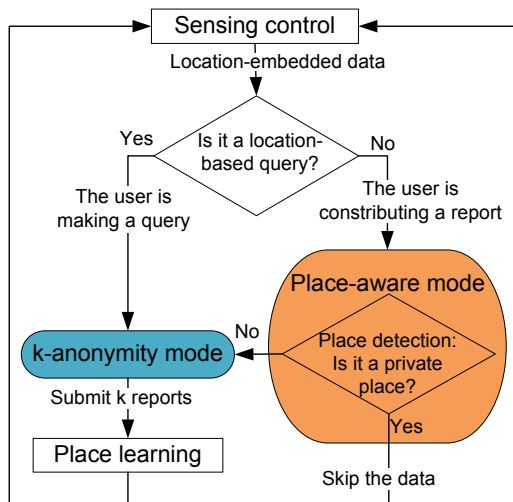 Sensing control
Location-embedded data
Yes
Is it a location-
based query?
No
The user is
making a query
The user is
constributing a report
Place-aware mode
No
Place detection:
Is it a private
place?
k-anonymity mode
Submit k reports
Yes
Place learning
Skip the data